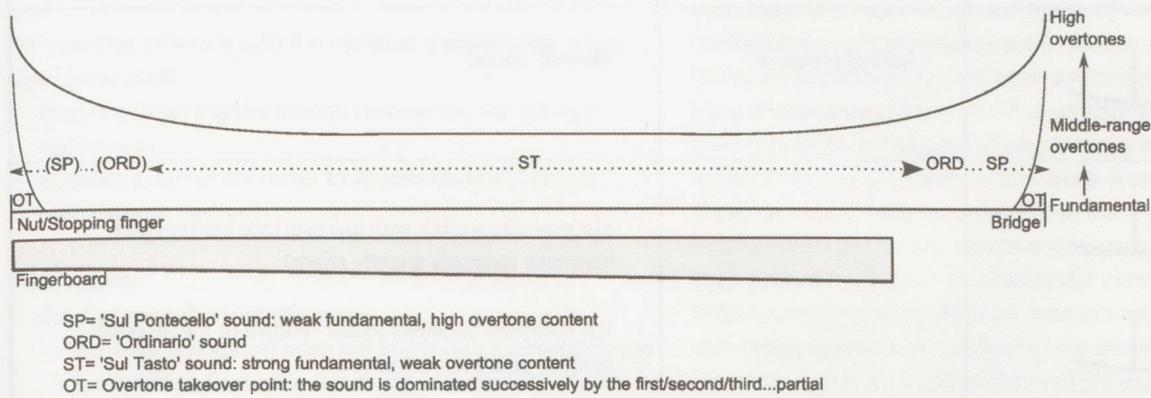 High
overtones
Middle-range
overtones
(SP)...(ORD) ST ORD... SP
OT OT Fundamental
Nut/Stopping finger Bridge
Fingerboard
SP= 'Sul Pontecello' sound: weak fundamental, high overtone content
ORD= 'Ordinario' sound
ST= 'Sul Tasto' sound: strong fundamental, weak overtone content
OT= Overtone takeover point: the sound is dominated successively by the first/second/third...partial